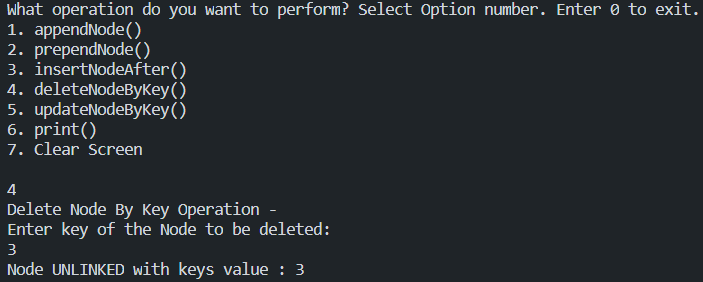 What operation do you want to perform? Select Option number. Enter 0 to exit.
1. appendNode()
2. prependNode()
3. insertNodeAfter()
4. deleteNodeByKey()
5. updateNodeByKey()
6. print()
7. Clear Screen
4
Delete Node By Key Operation -
Enter key of the Node to be deleted:
3
Node UNLINKED with keys value : 3